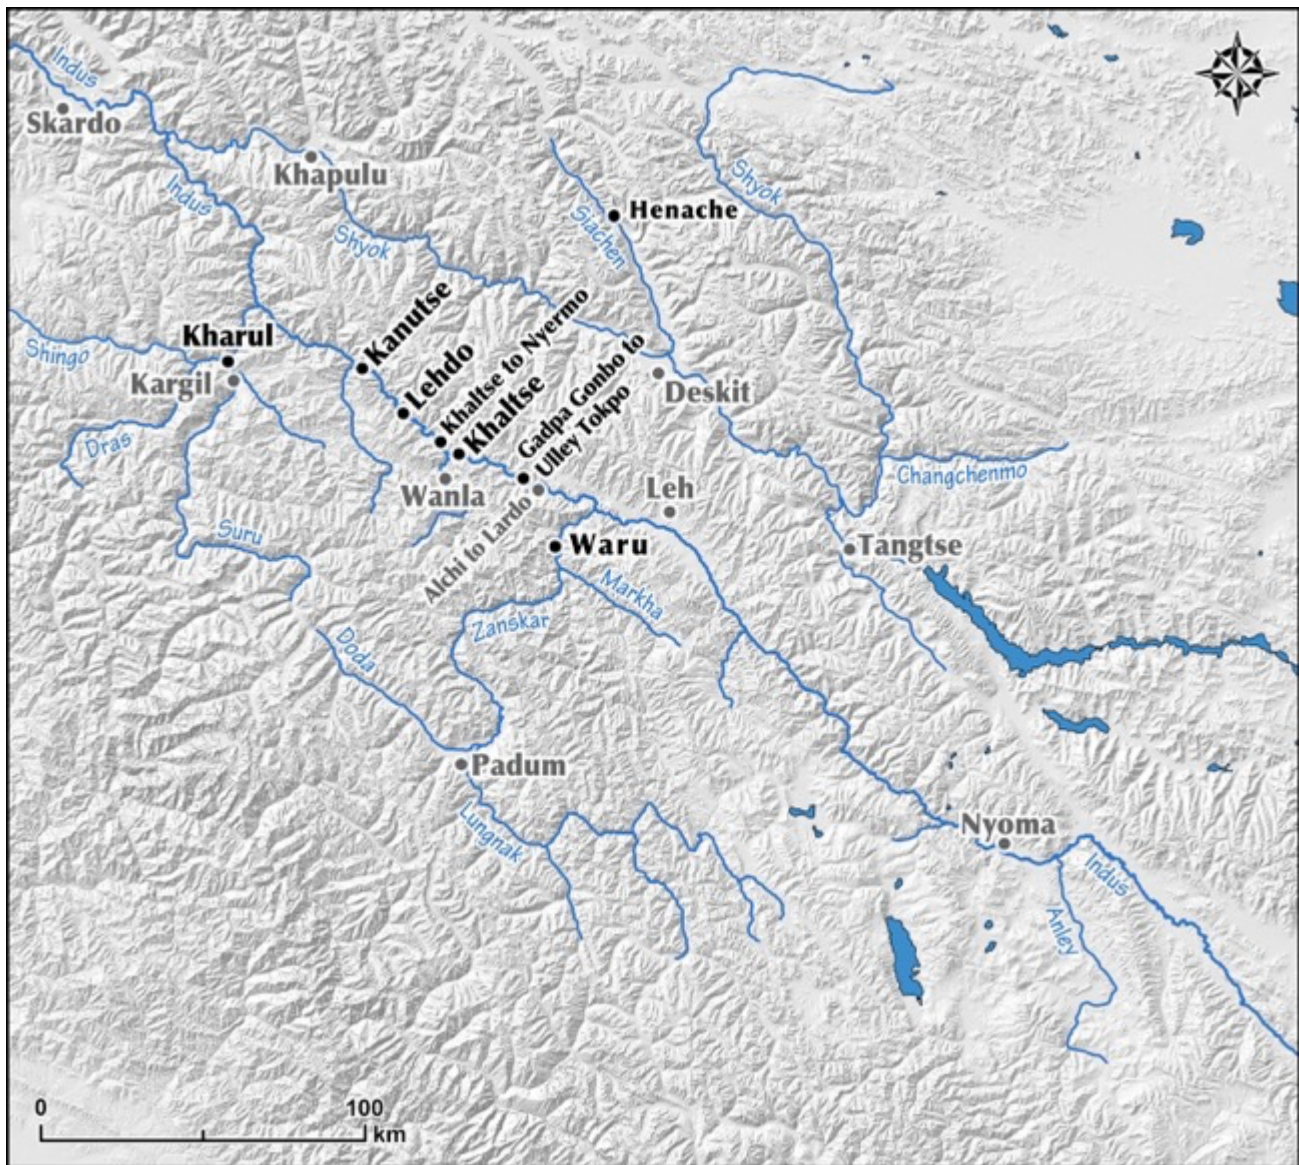 Indus
Skardo
Khapulu
Indus
Shyok
Siachen
Henache
Shyok
Shingo
Kharul
Kargil
Dras
Kanutse
Lehdo
Khaltse to Nyermo
Khaltse
Gadpa Gonbo to
Ulley Tokpo
Deskit
Wanla
Alchi to Lardo
Leh
Changchenmo
Tangtse
Suru
Waru
Markha
Zanskar
Doda
Padum
Lungnak
Nyoma
Indus
Anley
0
100
km